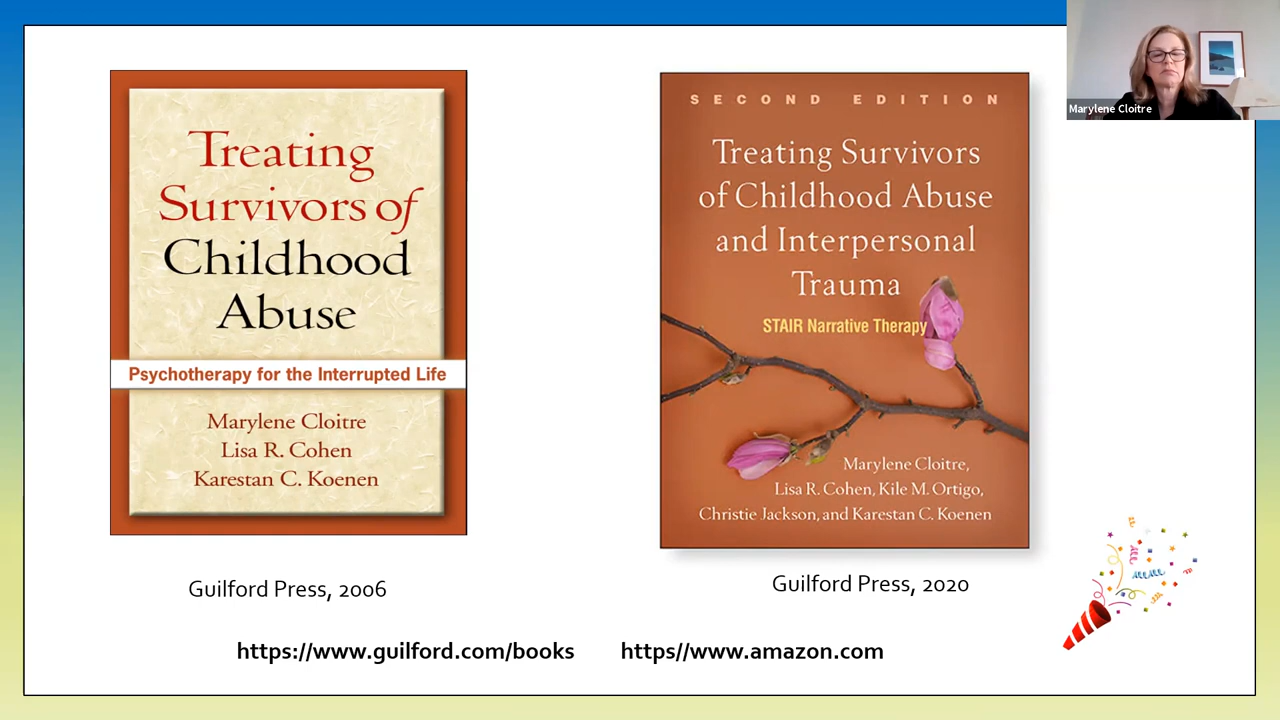 Treating
Survivors of
Childhood
Abuse
Psychotherapy for the Interrupted Life
Marylene Cloitre
Lisa R. Cohen
Karestan C. Koenen
Guilford Press, 2006
SECOND EDITION
Treating Survivors
of Childhood Abuse
and Interpersonal
Trauma
STAIR Narrative Therapy
Marylene Cloitre,
Lisa R. Cohen, Kile M. Ortigo,
Christie Jackson, and Karestan C. Koenen
Guilford Press, 2020
https://www.guilford.com/books
https//www.amazon.com
Marylene Cloitre